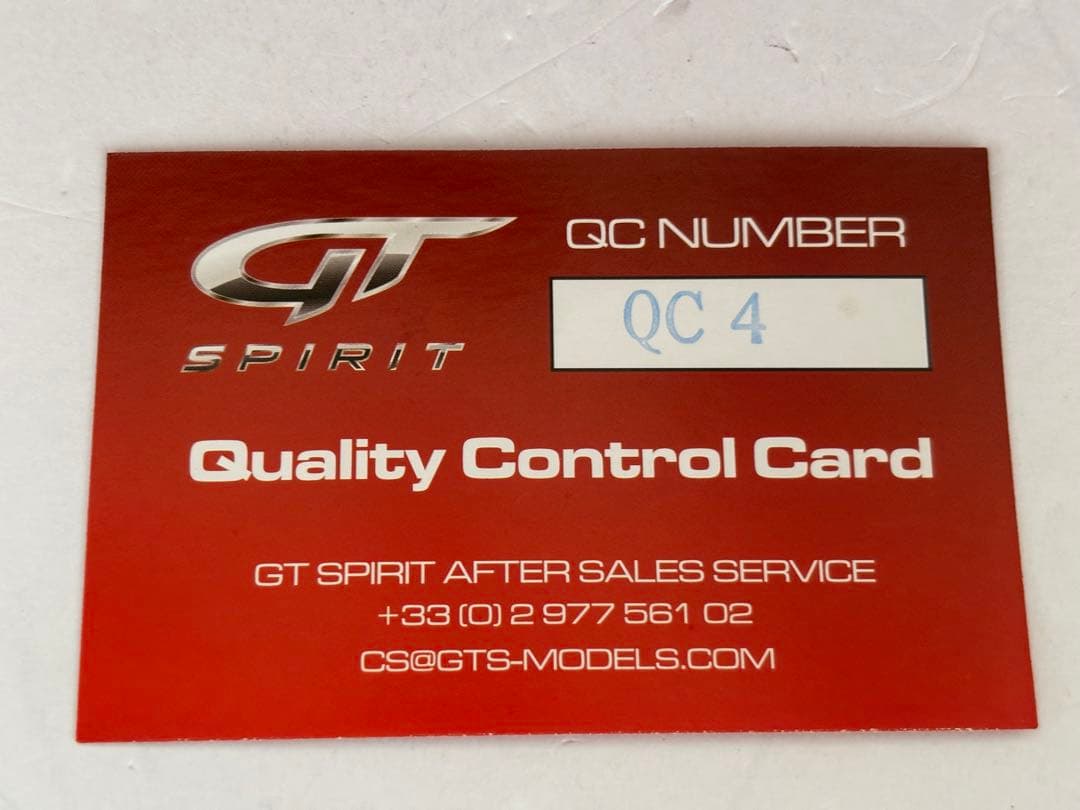 GT
SPIRIT
QC NUMBER
QC 4
Quality Control Card
GT SPIRIT AFTER SALES SERVICE
+33 (0) 2 977 561 02
CS@GTS-MODELS.COM